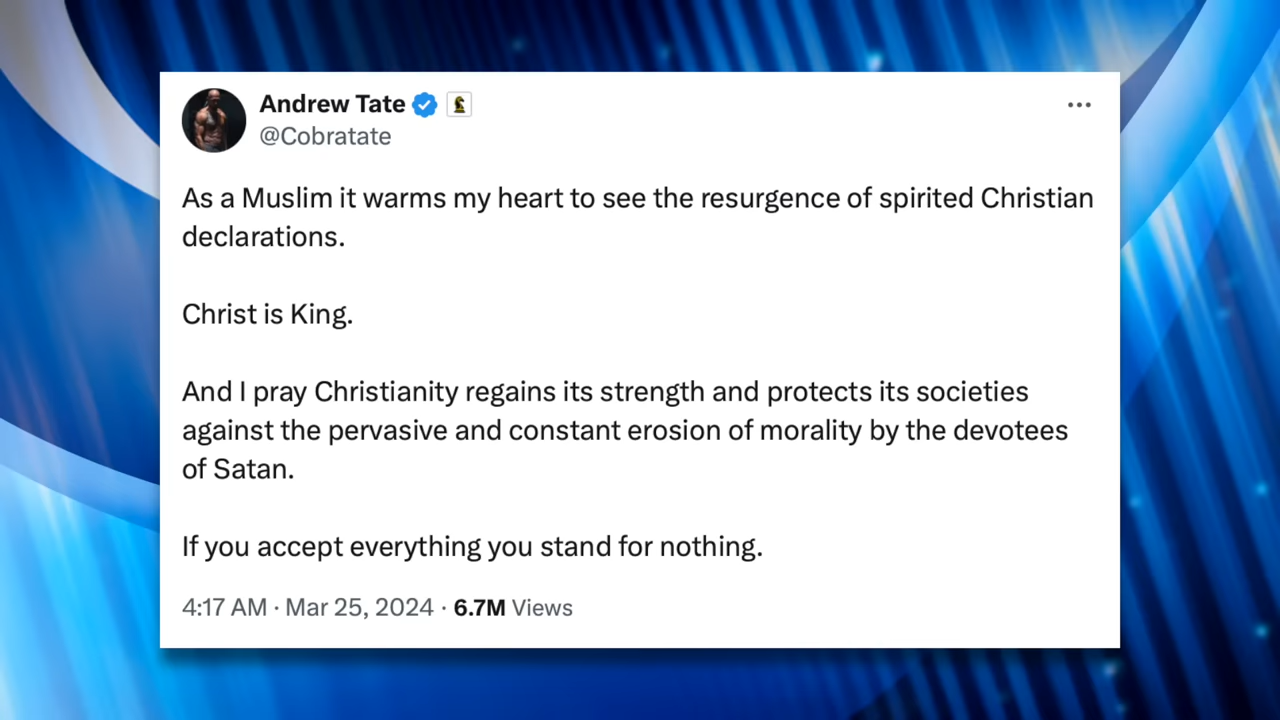 Andrew Tate
@Cobratate
As a Muslim it warms my heart to see the resurgence of spirited Christian
declarations.
Christ is King.
And I pray Christianity regains its strength and protects its societies
against the pervasive and constant erosion of morality by the devotees
of Satan.
If you accept everything you stand for nothing.
4:17 AM · Mar 25, 2024 · 6.7M Views